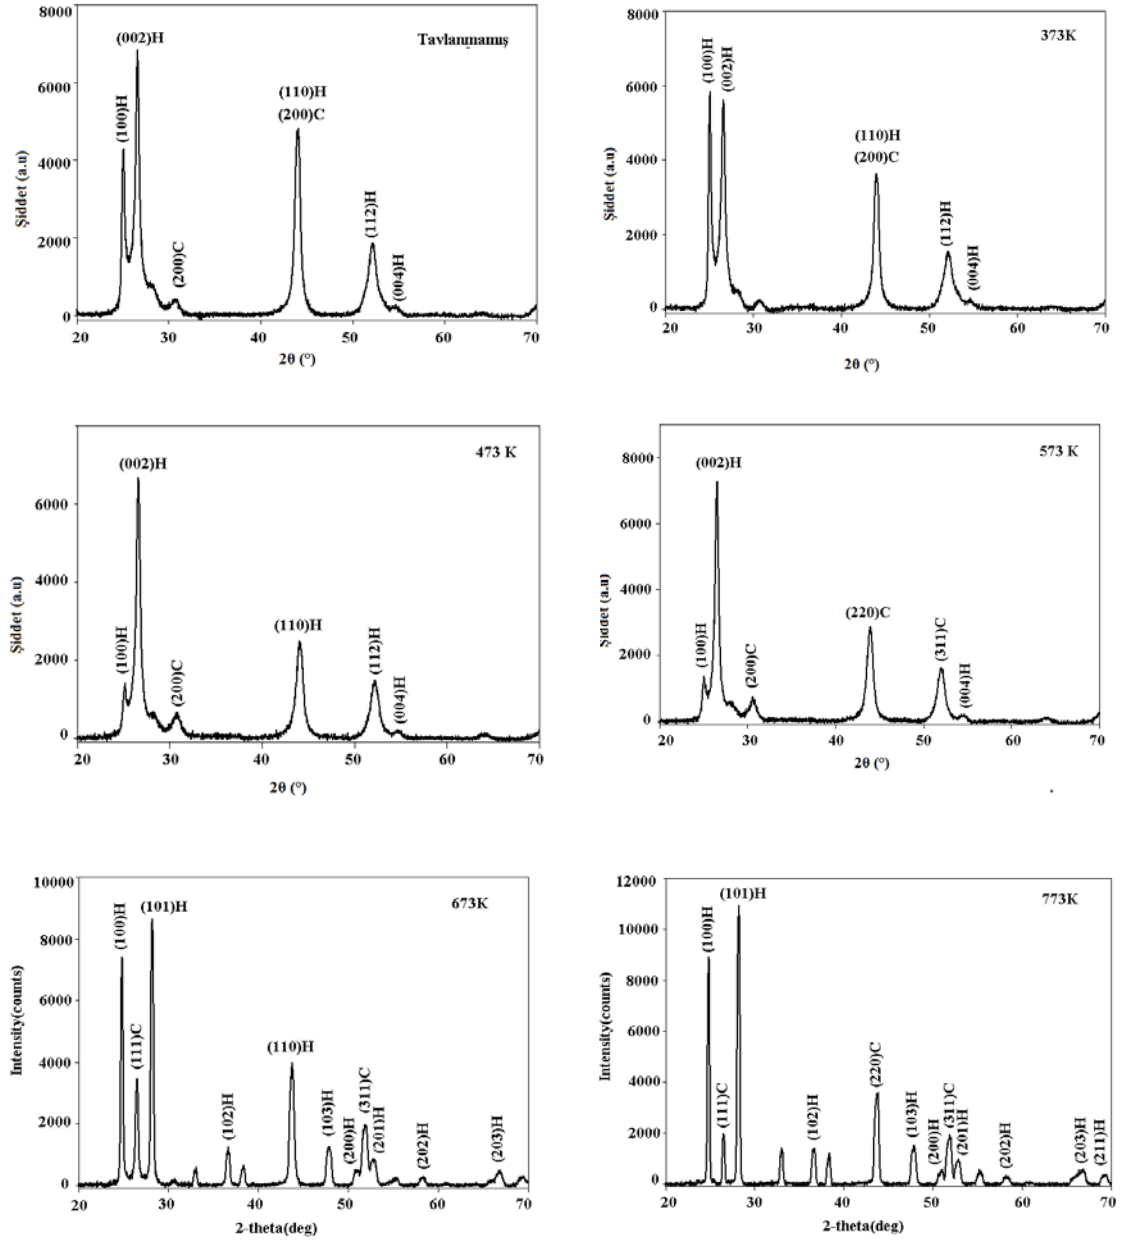 8000
6000
4000
2000
0
Şiddet (a.u)
(100)H
(002)H
(200)C
(110)H
(200)C
(112)H
(004)H
Tavlanmamış
20 30 40 50 60 70
2θ (°)
8000
6000
4000
2000
0
Şiddet (a.u)
(100)H
(002)H
(110)H
(200)C
(112)H
(004)H
373K
20 30 40 50 60 70
2θ (°)
6000
4000
2000
0
Şiddet (a.u)
(100)H
(002)H
(200)C
(110)H
(112)H
(004)H
473 K
20 30 40 50 60 70
2θ (°)
8000
6000
4000
2000
0
Şiddet (a.u)
(100)H
(002)H
(200)C
(220)C
(311)C
(004)H
573 K
20 30 40 50 60 70
2θ (°)
10000
8000
6000
4000
2000
0
Intensity(counts)
(100)H
(111)C
(101)H
(102)H
(110)H
(103)H
(200)H
(311)C
(201)H
(202)H
(203)H
673K
20 30 40 50 60 70
2-theta(deg)
12000
10000
8000
6000
4000
2000
0
Intensity(counts)
(100)H
(111)C
(101)H
(102)H
(220)C
(103)H
(200)H
(311)C
(201)H
(202)H
(203)H
(211)H
773K
20 30 40 50 60 70
2-theta(deg)